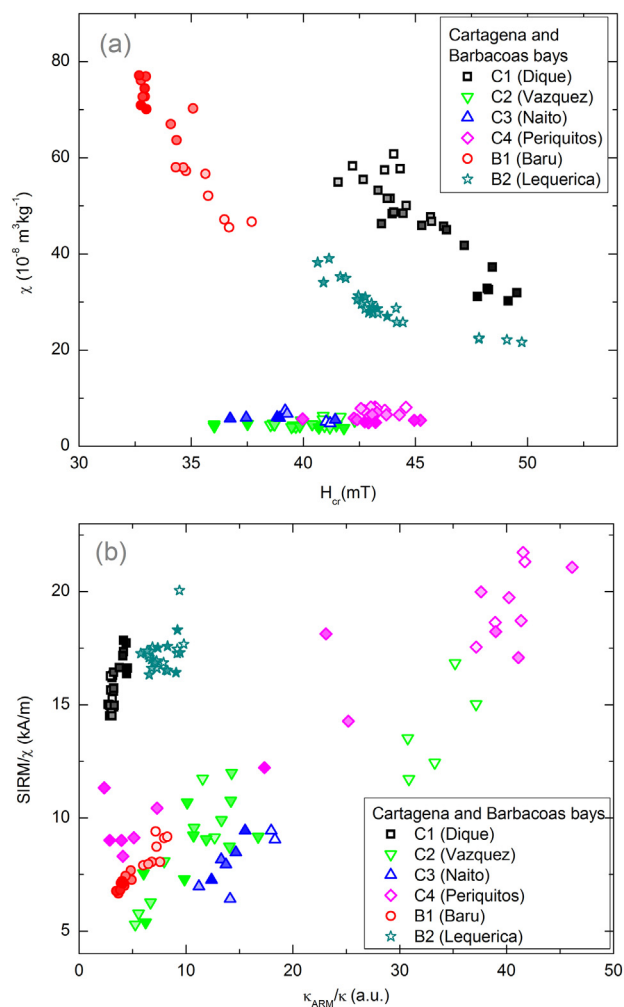 (a)
Cartagena and
Barbacoas bays
C1 (Dique)
C2 (Vazquez)
C3 (Naito)
C4 (Periquitos)
B1 (Baru)
B2 (Lequerica)
80
60
40
20
0
χ (10⁻⁸ m³kg⁻¹)
35 40 45 50
H_cr(mT)
(b)
20
15
10
5
SIRM/χ (kA/m)
Cartagena and Barbacoas bays
C1 (Dique)
C2 (Vazquez)
C3 (Naito)
C4 (Periquitos)
B1 (Baru)
B2 (Lequerica)
0 10 20 30 40 50
κ_ARM/κ (a.u.)